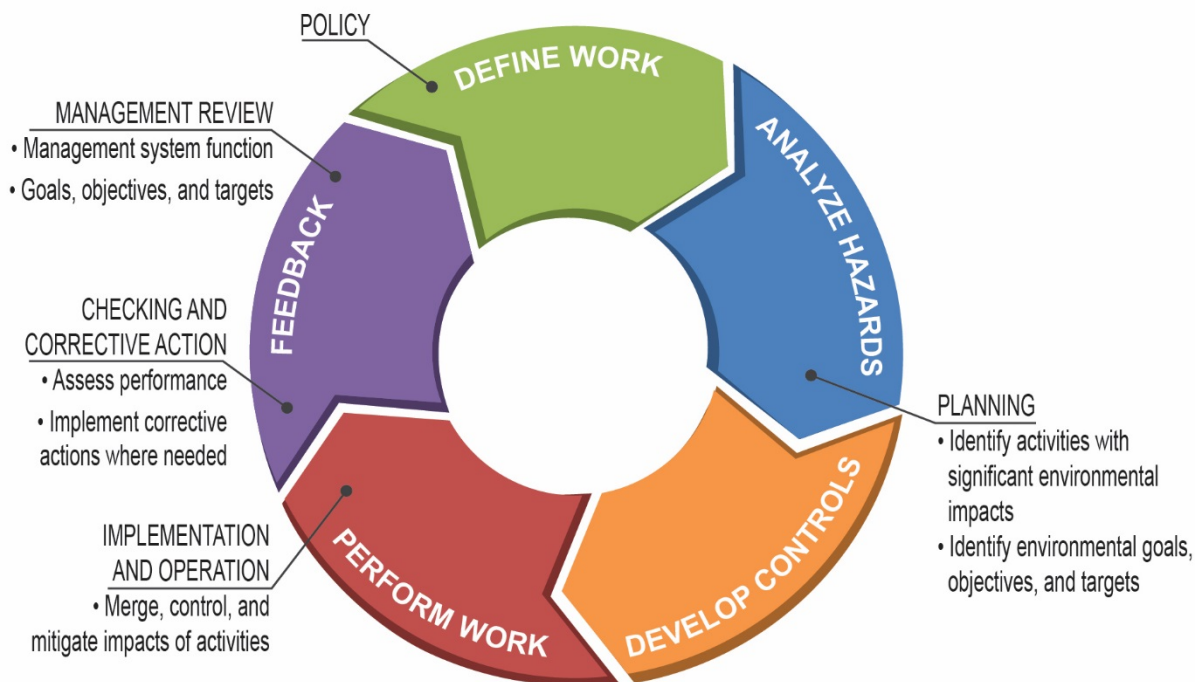 POLICY
DEFINE WORK
MANAGEMENT REVIEW
• Management system function
• Goals, objectives, and targets
ANALYZE HAZARDS
FEEDBACK
CHECKING AND
CORRECTIVE ACTION
• Assess performance
• Implement corrective
actions where needed
PLANNING
• Identify activities with
significant environmental
impacts
• Identify environmental goals,
objectives, and targets
DEVELOP CONTROLS
PERFORM WORK
IMPLEMENTATION
AND OPERATION
• Merge, control, and
mitigate impacts of activities